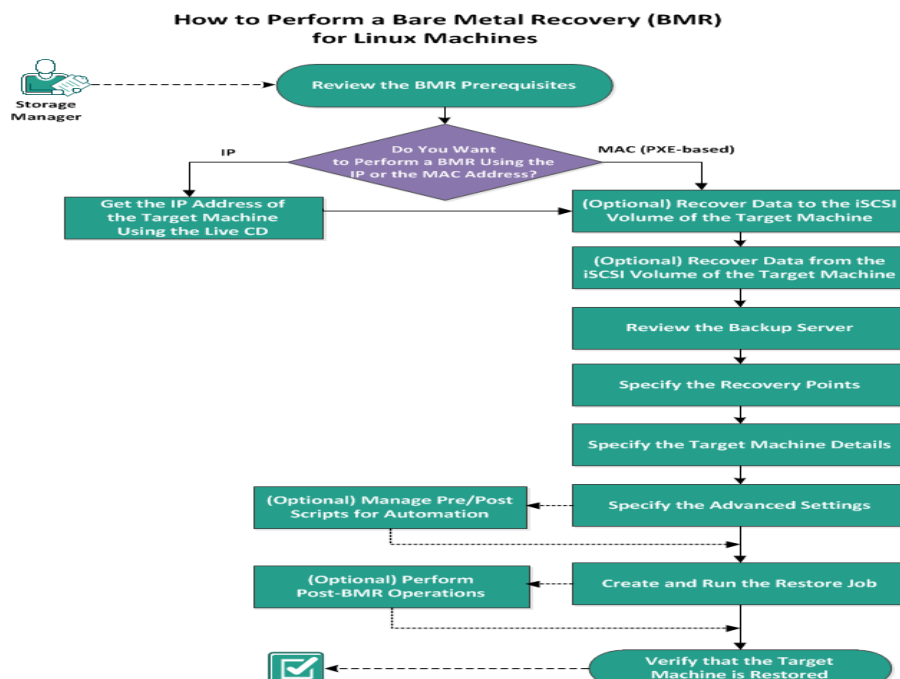 How to Perform a Bare Metal Recovery (BMR)
for Linux Machines
Storage
Manager
Review the BMR Prerequisites
Do You Want
to Perform a BMR Using the
IP or the MAC Address?
IP
MAC (PXE-based)
Get the IP Address of
the Target Machine
Using the Live CD
(Optional) Recover Data to the iSCSI
Volume of the Target Machine
(Optional) Recover Data from the
iSCSI Volume of the Target Machine
Review the Backup Server
Specify the Recovery Points
Specify the Target Machine Details
(Optional) Manage Pre/Post
Scripts for Automation
Specify the Advanced Settings
(Optional) Perform
Post-BMR Operations
Create and Run the Restore Job
Verify that the Target
Machine is Restored